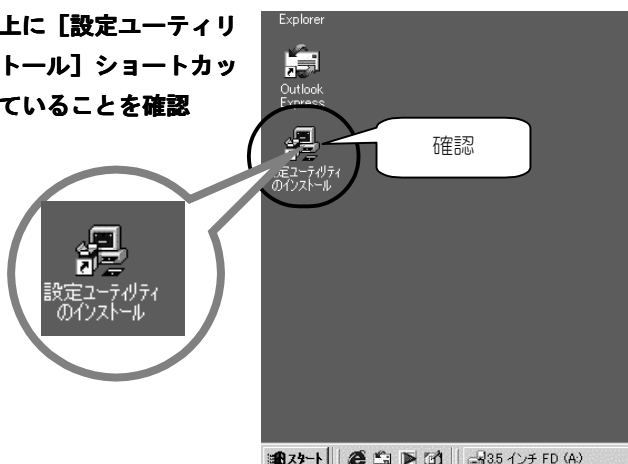 上に［設定ユーティリ
トール］ショートカッ
ていることを確認
Explorer
Outlook
Express
確認
定ユーティリティ
のインストール
設定ユーティリティ
のインストール
スタート
3.5 インチ FD (A:)